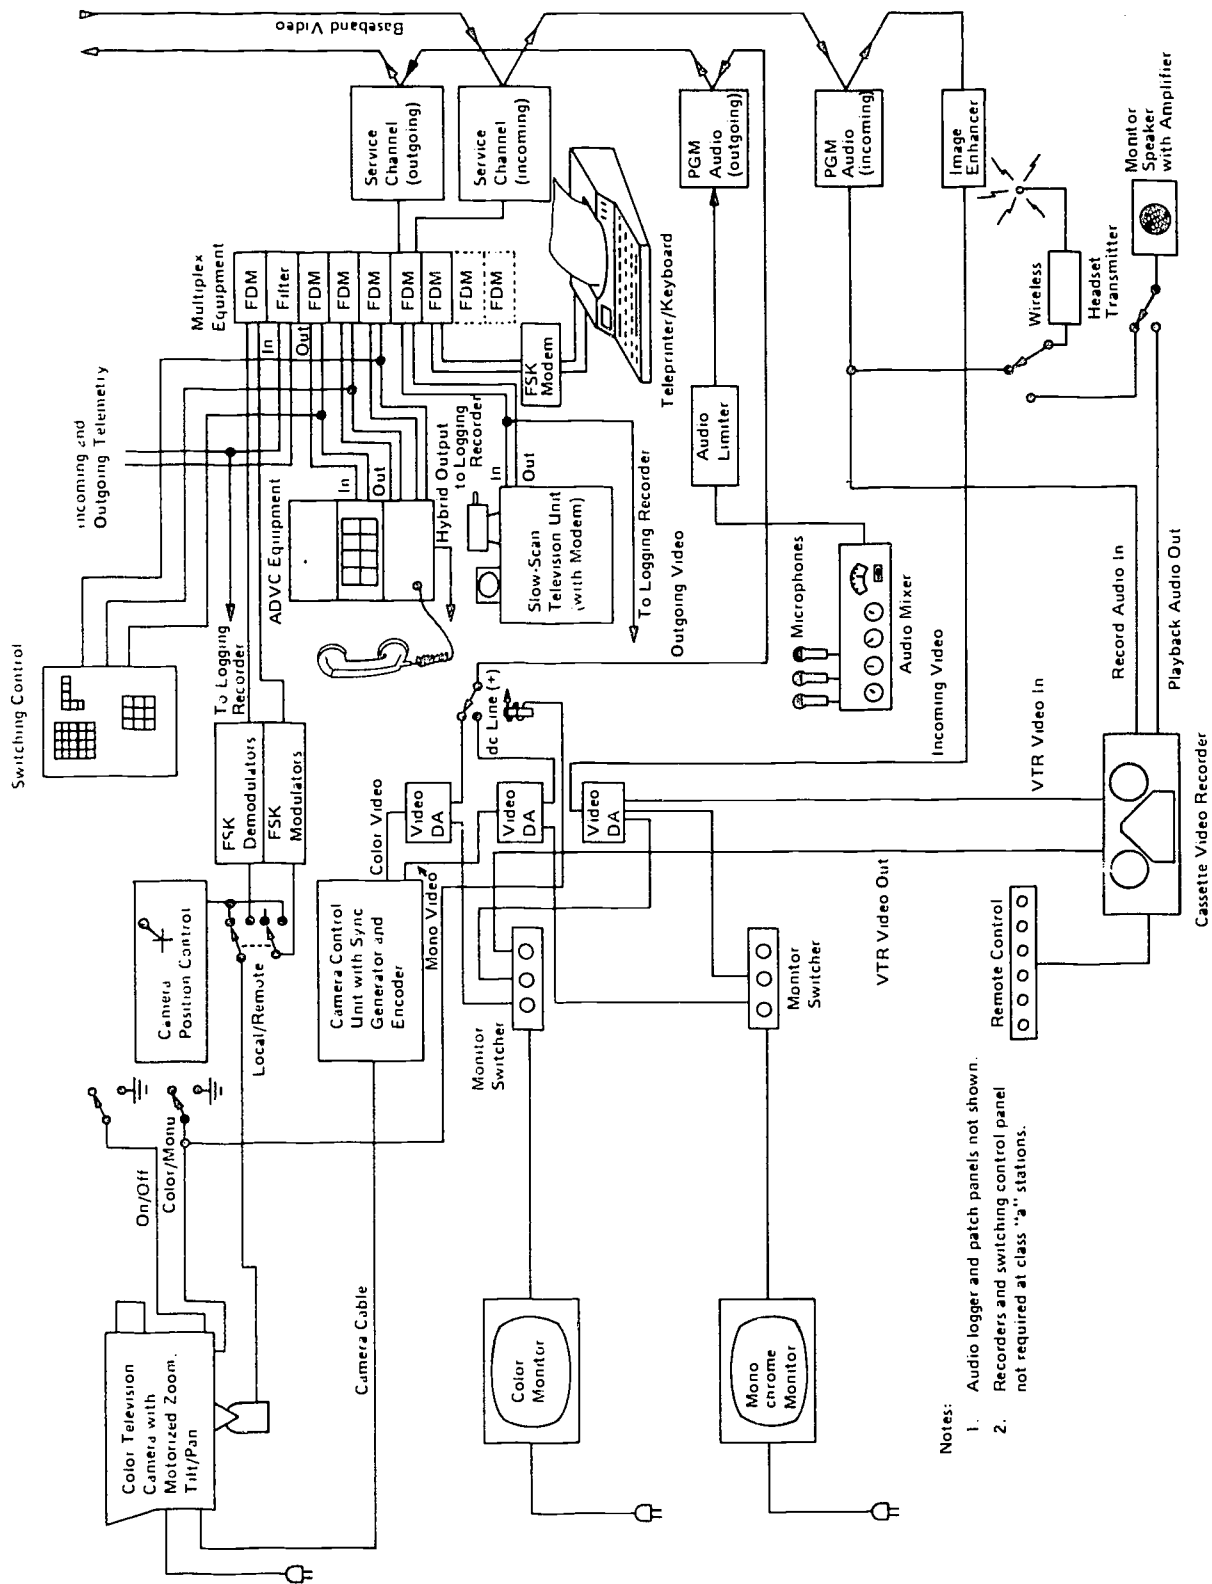 Baseband Video
Service
Channel
(outgoing)
Service
Channel
(incoming)
PGM
Audio
(outgoing)
PGM
Audio
(incoming)
Image
Enhancer
Monitor
Speaker
with Amplifier
Multiplex
Equipment
FDM
Filter
FDM
FDM
FDM
FDM
FDM
FDM
FDM
In
Out
FSK
Modem
Teleprinter/Keyboard
Wireless
Headset
Transmitter
Incoming and
Outgoing Telemetry
Switching Control
To Logging
Recorder
ADVC Equipment
In
Out
Hybrid Output
to Logging
Recorder
In
Out
Slow-Scan
Television Unit
(with Modem)
To Logging Recorder
Outgoing Video
Audio
Limiter
Microphones
Audio Mixer
Incoming Video
Record Audio In
Playback Audio Out
FSK
Demodulators
FSK
Modulators
Color Video
Video
DA
dc Line (+)
Video
DA
Video
DA
VTR Video In
Camera
Position Control
Local/Remote
Camera Control
Unit with Sync
Generator and
Encoder
Mono Video
Monitor
Switcher
Monitor
Switcher
VTR Video Out
Remote Control
Cassette Video Recorder
On/Off
Color/Mono
Color Television
Camera with
Motorized Zoom.
Tilt/Pan
Camera Cable
Color
Monitor
Mono
chrome
Monitor
Notes:
1. Audio logger and patch panels not shown.
2. Recorders and switching control panel
not required at class "a" stations.